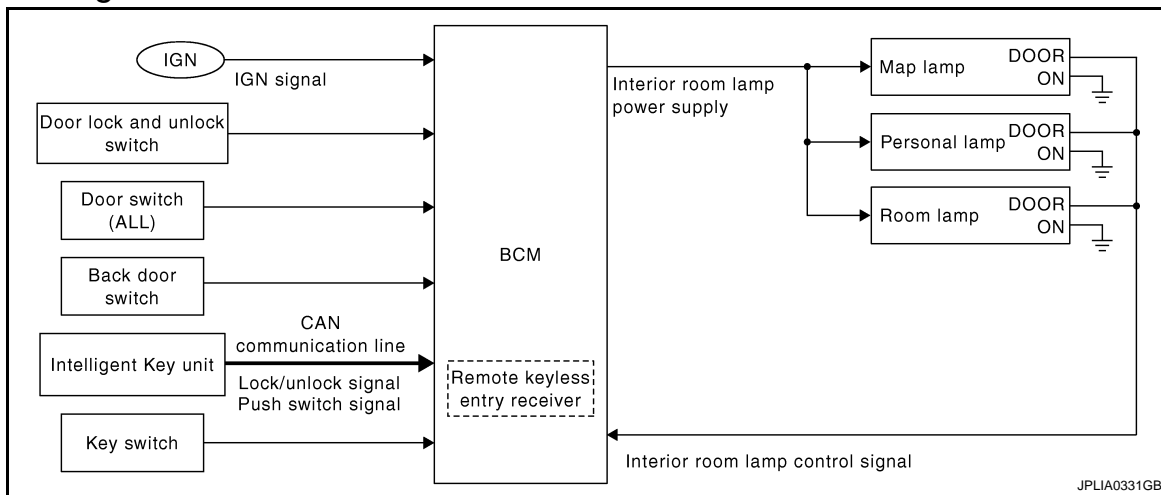 IGN
IGN signal
Door lock and unlock
switch
Door switch
(ALL)
Back door
switch
Intelligent Key unit
CAN
communication line
Lock/unlock signal
Push switch signal
Key switch
BCM
Remote keyless
entry receiver
Interior room lamp
power supply
Map lamp
DOOR
ON
Personal lamp
DOOR
ON
Room lamp
DOOR
ON
Interior room lamp control signal
JPLIA0331GB